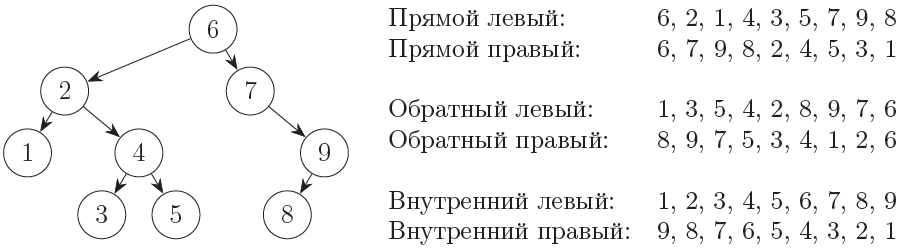 6
2
7
1
4
9
3
5
8
Прямой левый: 6, 2, 1, 4, 3, 5, 7, 9, 8
Прямой правый: 6, 7, 9, 8, 2, 4, 5, 3, 1
Обратный левый: 1, 3, 5, 4, 2, 8, 9, 7, 6
Обратный правый: 8, 9, 7, 5, 3, 4, 1, 2, 6
Внутренний левый: 1, 2, 3, 4, 5, 6, 7, 8, 9
Внутренний правый: 9, 8, 7, 6, 5, 4, 3, 2, 1